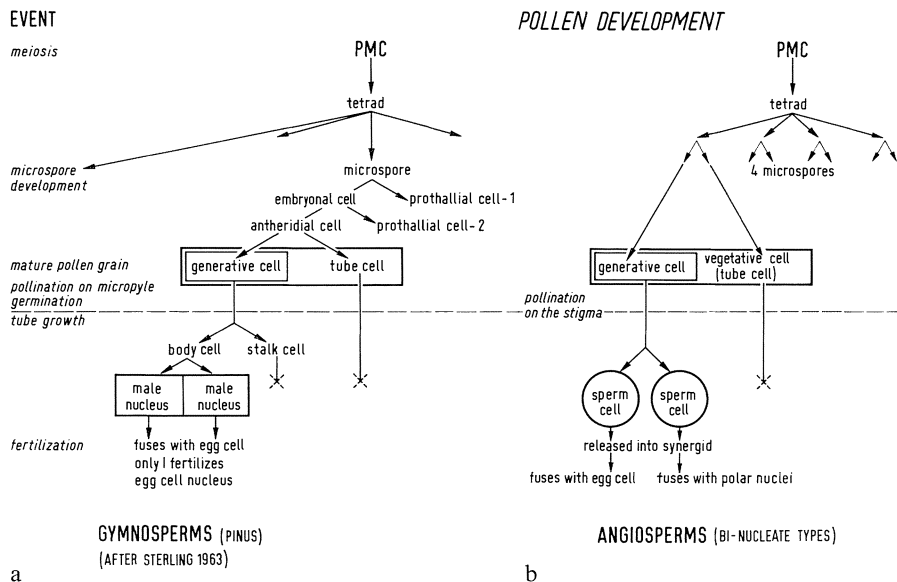 EVENT
POLLEN DEVELOPMENT
meiosis
PMC
PMC
tetrad
tetrad
microspore
development
microspore
4 microspores
embryonal cell
prothallial cell-1
antheridial cell
prothallial cell-2
mature pollen grain
generative cell
tube cell
generative cell
vegetative cell
(tube cell)
pollination on micropyle
germination
pollination
on the stigma
tube growth
body cell
stalk cell
male
nucleus
male
nucleus
sperm
cell
sperm
cell
fertilization
fuses with egg cell
only 1 fertilizes
egg cell nucleus
released into synergid
fuses with egg cell
fuses with polar nuclei
GYMNOSPERMS (PINUS)
(AFTER STERLING 1963)
ANGIOSPERMS (BI-NUCLEATE TYPES)
a
b